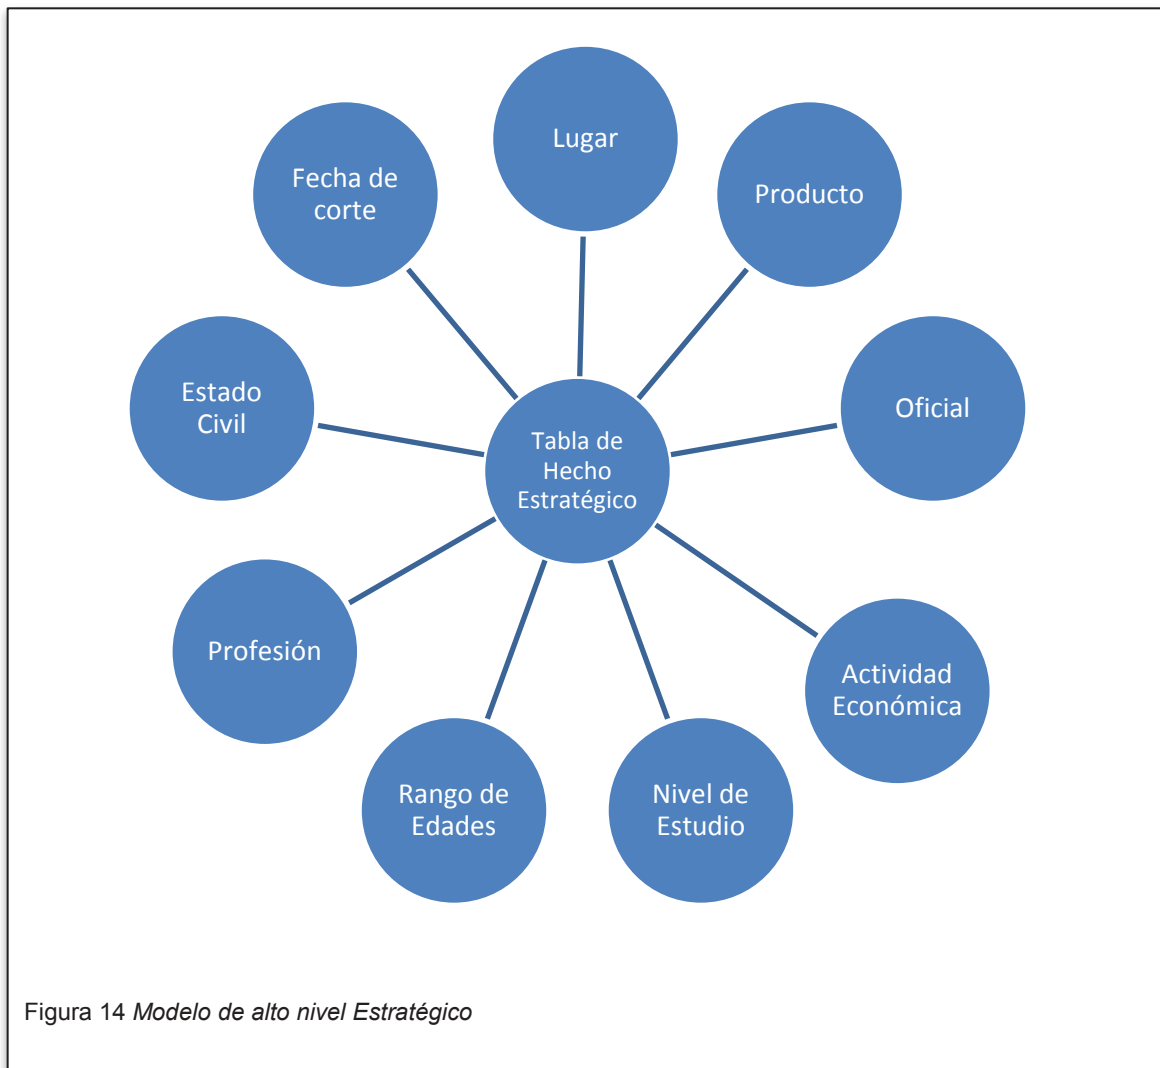 Lugar
Fecha de
corte
Producto
Estado
Civil
Oficial
Tabla de
Hecho
Estratégico
Profesión
Actividad
Económica
Rango de
Edades
Nivel de
Estudio
Figura 14 Modelo de alto nivel Estratégico